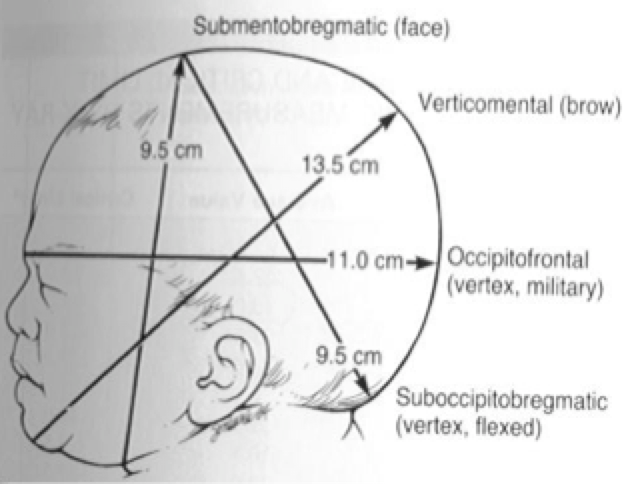 Submentobregmatic (face)
Verticomental (brow)
9.5 cm
13.5 cm
11.0 cm
Occipitofrontal
(vertex, military)
9.5 cm
Suboccipitobregmatic
(vertex, flexed)